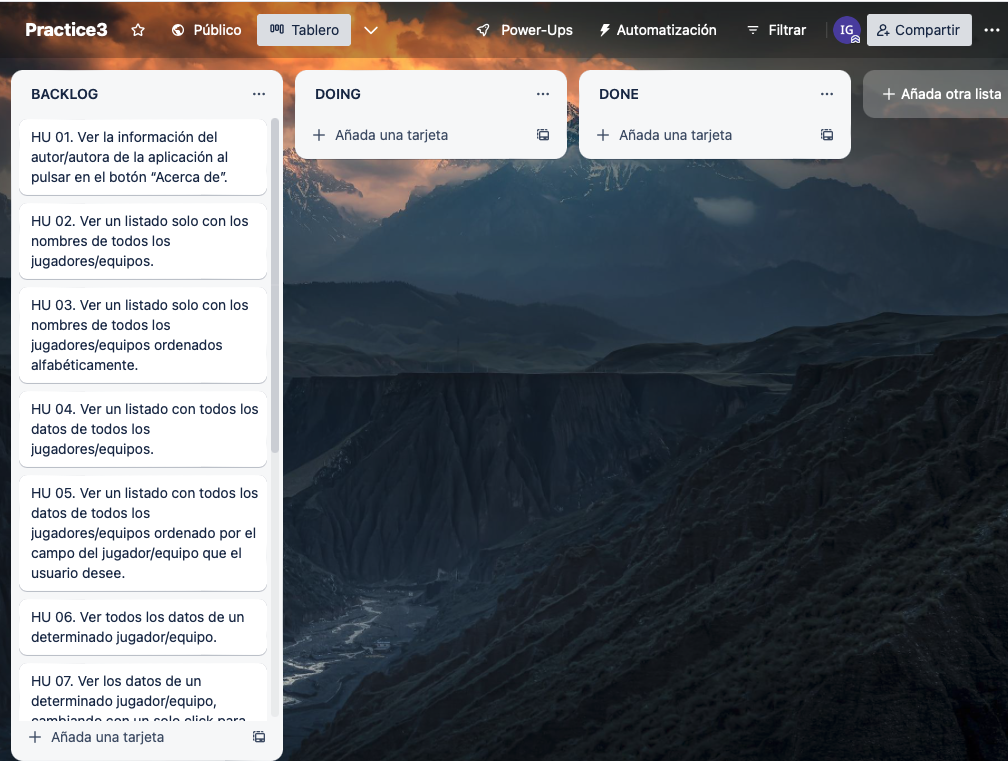 Practice3
Público
Tablero
Power-Ups
Automatización
Filtrar
IG
Compartir
BACKLOG
HU 01. Ver la información del
autor/autora de la aplicación al
pulsar en el botón “Acerca de”.
HU 02. Ver un listado solo con los
nombres de todos los
jugadores/equipos.
HU 03. Ver un listado solo con los
nombres de todos los
jugadores/equipos ordenados
alfabéticamente.
HU 04. Ver un listado con todos los
datos de todos los
jugadores/equipos.
HU 05. Ver un listado con todos los
datos de todos los
jugadores/equipos ordenado por el
campo del jugador/equipo que el
usuario desee.
HU 06. Ver todos los datos de un
determinado jugador/equipo.
HU 07. Ver los datos de un
determinado jugador/equipo,
cambiando con un solo click para
Añada una tarjeta
DOING
Añada una tarjeta
DONE
Añada una tarjeta
Añada otra lista